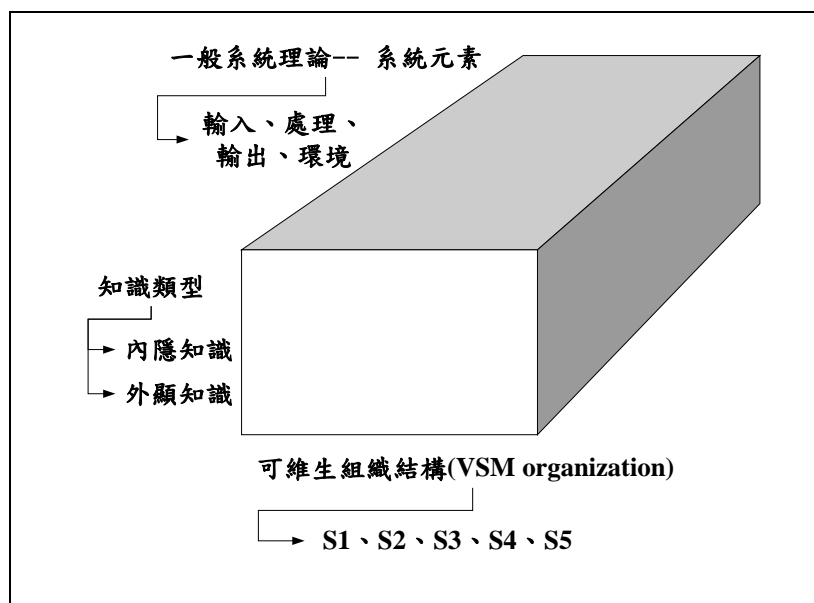 一般系統理論-- 系統元素
輸入、處理、
輸出、環境
知識類型
內隱知識
外顯知識
可維生組織結構(VSM organization)
S1、S2、S3、S4、S5